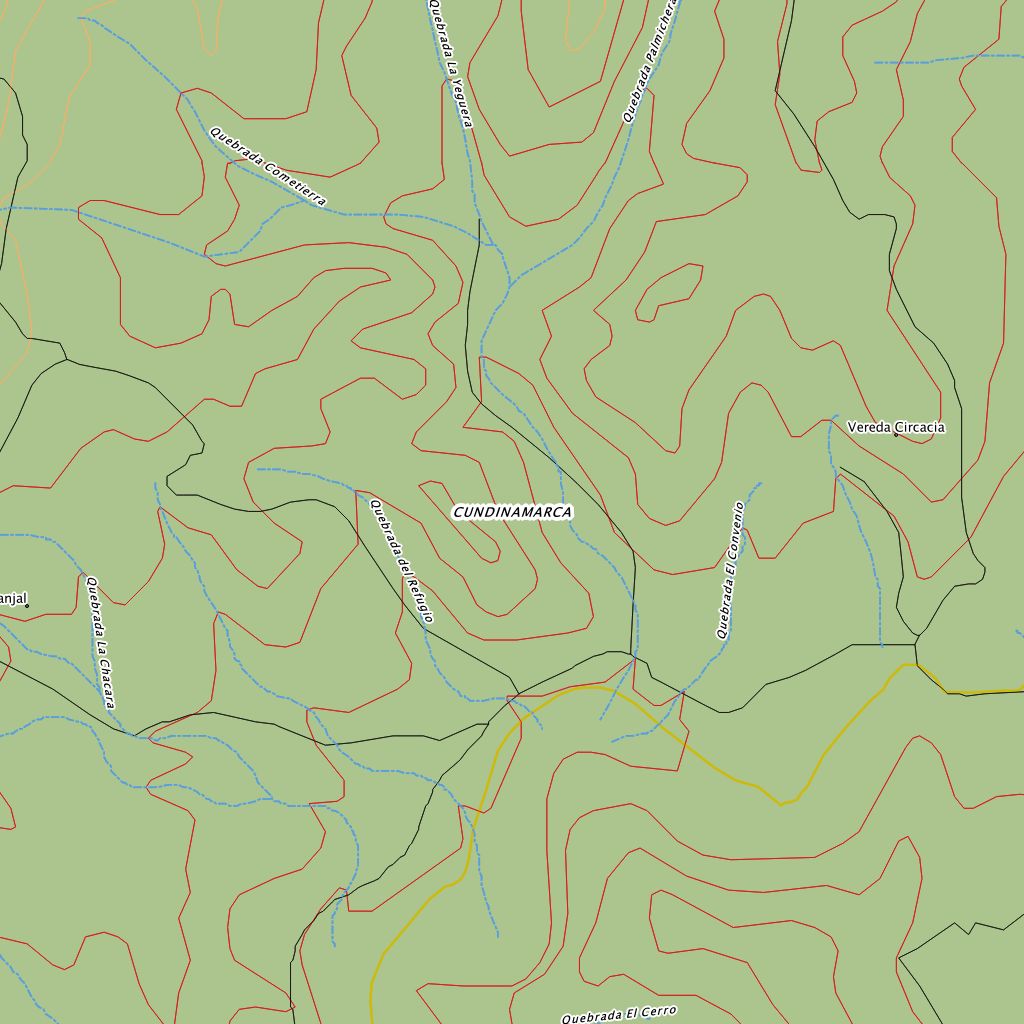 Quebrada La Yeguera
Quebrada Palmichera
Quebrada Cometierra
Vereda Circacia
CUNDINAMARCA
Quebrada del Refugio
Quebrada El Convenio
anjal
Quebrada La Chacara
Quebrada El Cerro